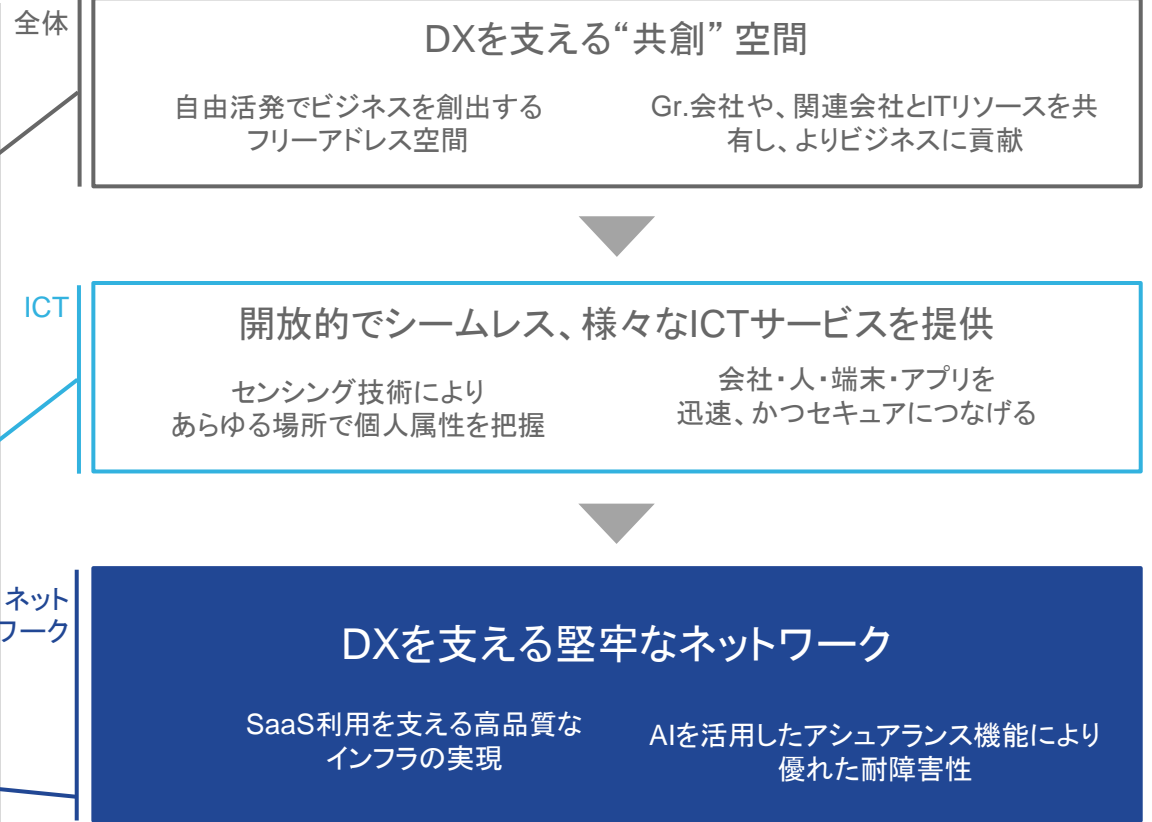 全体
DXを支える“共創” 空間
自由活発でビジネスを創出する
フリーアドレス空間
Gr.会社や、関連会社とITリソースを共
有し、よりビジネスに貢献
ICT
開放的でシームレス、様々なICTサービスを提供
センシング技術により
あらゆる場所で個人属性を把握
会社・人・端末・アプリを
迅速、かつセキュアにつなげる
ネット
ワーク
DXを支える堅牢なネットワーク
SaaS利用を支える高品質な
インフラの実現
AIを活用したアシュアランス機能により
優れた耐障害性